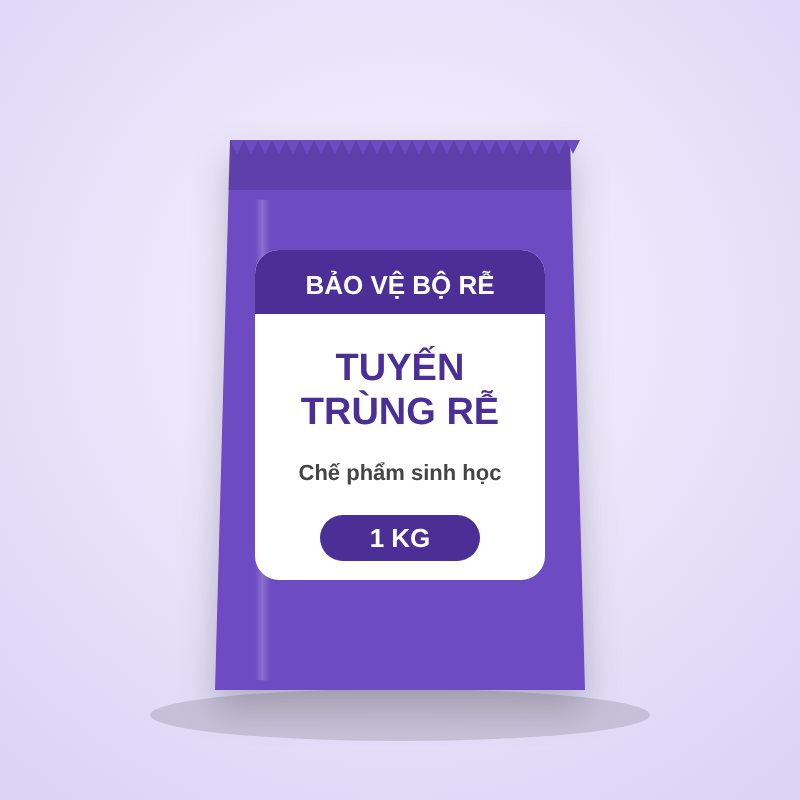 BẢO VỆ BỘ RỄ
TUYẾN
TRÙNG RỄ
Chế phẩm sinh học
1 KG